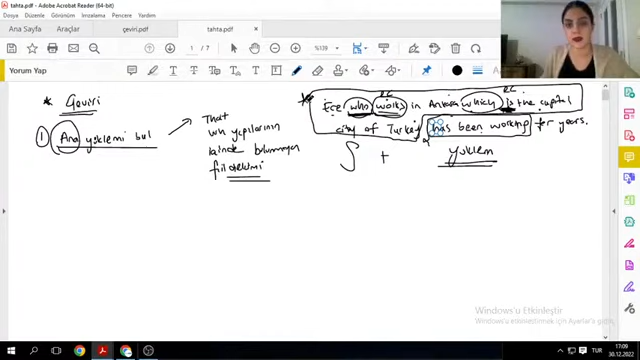 tahta.pdf - Adobe Acrobat Reader (64-bit)
Dosya Düzenle Görünüm İmzala Pencere Yardım
Ana Sayfa Araçlar çeviri.pdf tahta.pdf
1 / 7 %139
Yorum Yap
* Çeviri
1 Ana yüklemi bul
That
wh yapılarının
içinde bulunmayan
fiil çekimi
* Ece who works in Ankara which is the capital
city of Turkey has been working for years.
S + yüklem
Windows'u Etkinleştir
Windows'u etkinleştirmek için Ayarlar'a gidin.
TUR 17:09
30.12.2022